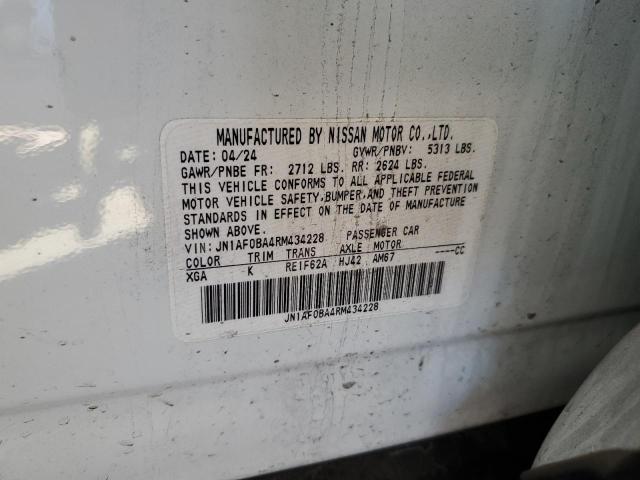 MANUFACTURED BY NISSAN MOTOR CO.,LTD.
DATE: 04/24 GVWR/PNBV: 5313 LBS.
GAWR/PNBE FR: 2712 LBS. RR: 2624 LBS.
THIS VEHICLE CONFORMS TO ALL APPLICABLE FEDERAL
MOTOR VEHICLE SAFETY,BUMPER,AND THEFT PREVENTION
STANDARDS IN EFFECT ON THE DATE OF MANUFACTURE
SHOWN ABOVE.
VIN: JN1AF0BA4RM434228 PASSENGER CAR
COLOR TRIM TRANS AXLE MOTOR
XGA K RE1F62A HJ42 AM67 ----CC
JN1AF0BA4RM434228